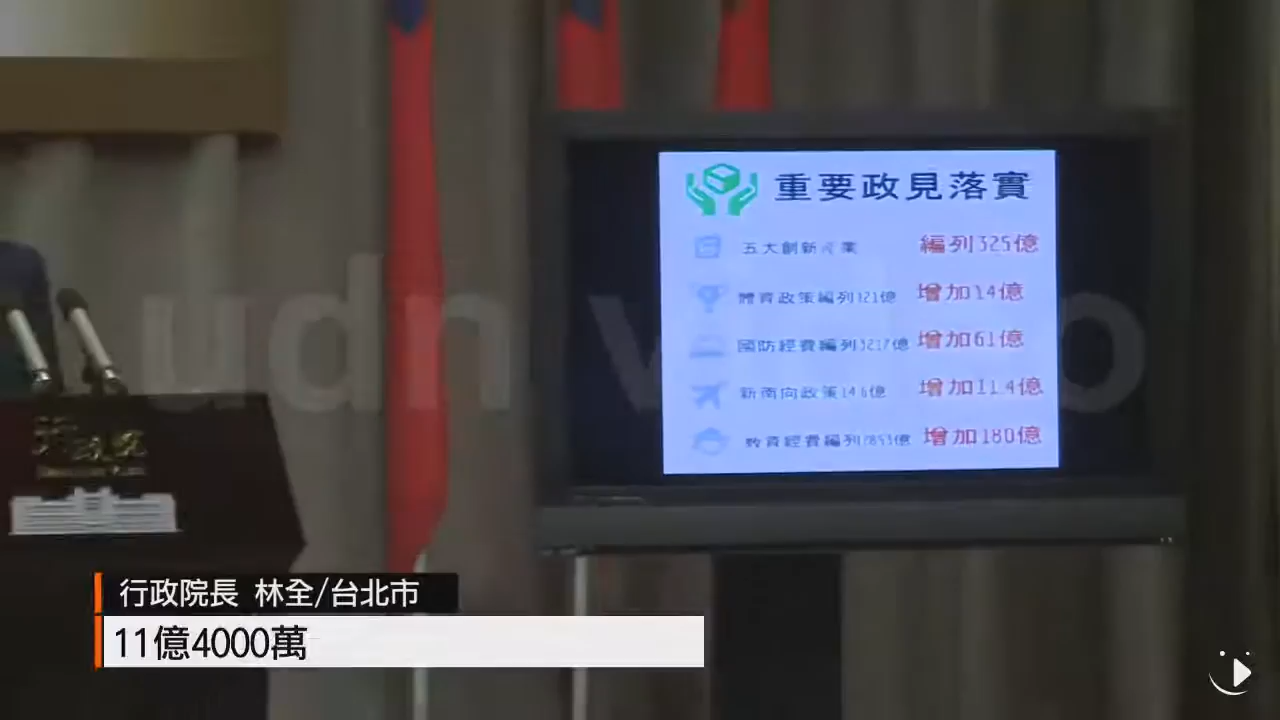 重要政見落實
五大創新產業 編列325億
體育政策編列121億 增加14億
國防經費編列3217億 增加61億
新南向政策 增加11.4億
教育經費編列 增加180億
udn video
行政院長 林全/台北市
11億4000萬